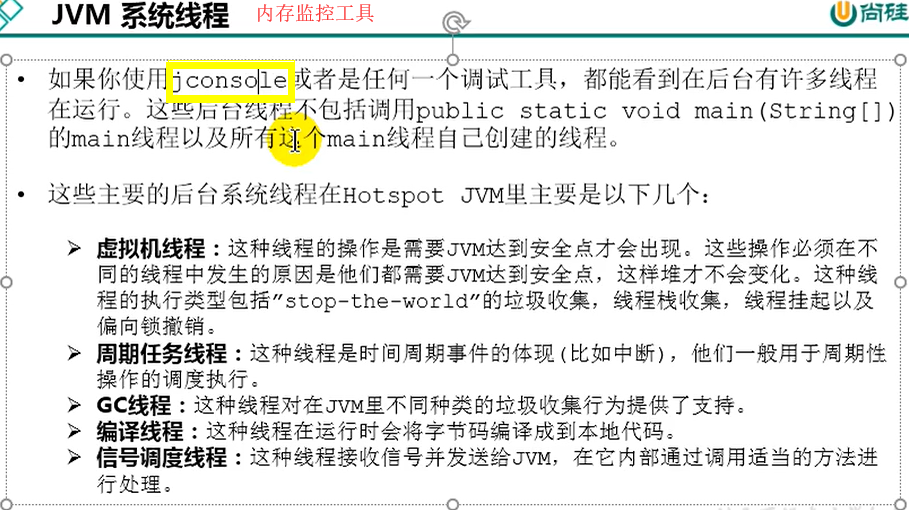 JVM 系统线程 内存监控工具 尚硅
• 如果你使用jconsole或者是任何一个调试工具，都能看到在后台有许多线程
在运行。这些后台线程不包括调用public static void main(String[])
的main线程以及所有这个main线程自己创建的线程。
• 这些主要的后台系统线程在Hotspot JVM里主要是以下几个：
➢ 虚拟机线程：这种线程的操作是需要JVM达到安全点才会出现。这些操作必须在不
同的线程中发生的原因是他们都需要JVM达到安全点，这样堆才不会变化。这种线
程的执行类型包括”stop-the-world”的垃圾收集，线程栈收集，线程挂起以及
偏向锁撤销。
➢ 周期任务线程：这种线程是时间周期事件的体现(比如中断)，他们一般用于周期性
操作的调度执行。
➢ GC线程：这种线程对在JVM里不同种类的垃圾收集行为提供了支持。
➢ 编译线程：这种线程在运行时会将字节码编译成到本地代码。
➢ 信号调度线程：这种线程接收信号并发送给JVM，在它内部通过调用适当的方法进
行处理。